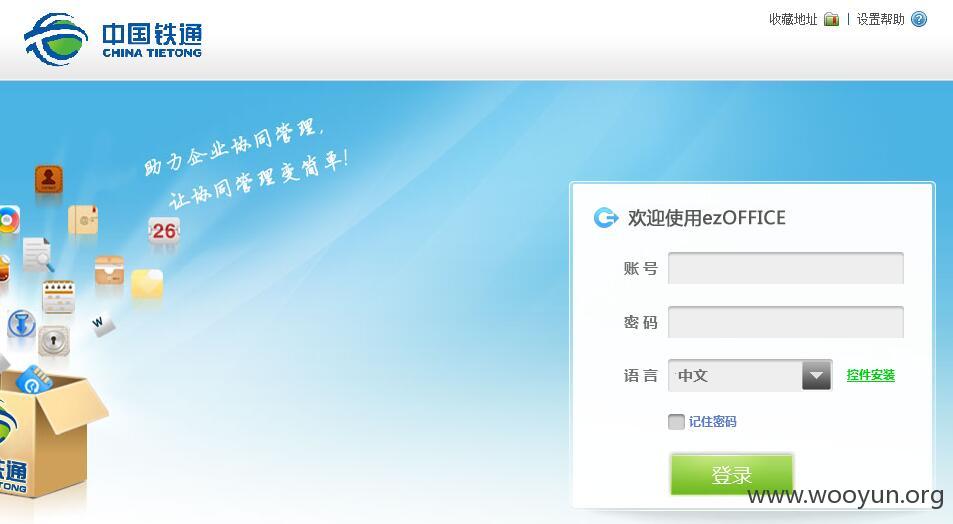 中国铁通
CHINA TIETONG
收藏地址
设置帮助
助力企业协同管理,
让协同管理变简单!
26
W
欢迎使用ezOFFICE
账 号
密 码
语 言
中文
控件安装
记住密码
登录
铁通
TIETONG
www.wooyun.org